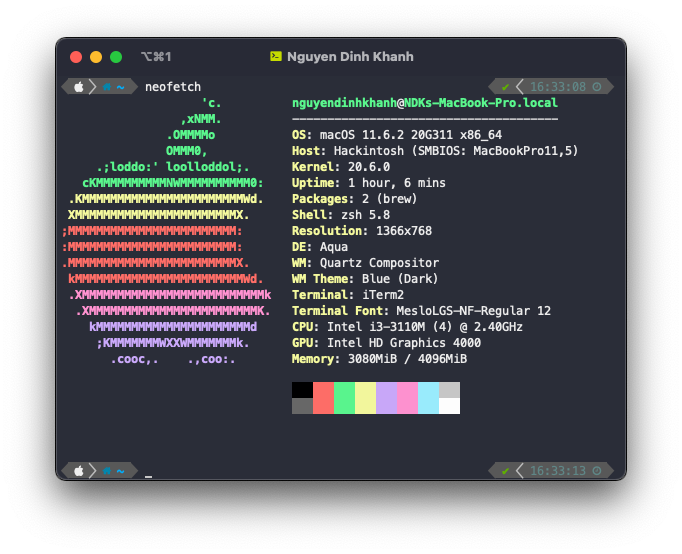 ⌥⌘1
Nguyen Dinh Khanh
~ neofetch ✔ 16:33:08
'c. nguyendinhkhanh@NDKs-MacBook-Pro.local
,xNMM. --------------------------------------
.OMMMMo OS: macOS 11.6.2 20G311 x86_64
OMMM0, Host: Hackintosh (SMBIOS: MacBookPro11,5)
.;loddo:' loolloddol;. Kernel: 20.6.0
cKMMMMMMMMMMNWMMMMMMMMMM0: Uptime: 1 hour, 6 mins
.KMMMMMMMMMMMMMMMMMMMMMMMWd. Packages: 2 (brew)
XMMMMMMMMMMMMMMMMMMMMMMMX. Shell: zsh 5.8
;MMMMMMMMMMMMMMMMMMMMMMMM: Resolution: 1366x768
:MMMMMMMMMMMMMMMMMMMMMMMM: DE: Aqua
.MMMMMMMMMMMMMMMMMMMMMMMMX. WM: Quartz Compositor
kMMMMMMMMMMMMMMMMMMMMMMMMWd. WM Theme: Blue (Dark)
.XMMMMMMMMMMMMMMMMMMMMMMMMMMk Terminal: iTerm2
.XMMMMMMMMMMMMMMMMMMMMMMMMK. Terminal Font: MesloLGS-NF-Regular 12
kMMMMMMMMMMMMMMMMMMMMMMd CPU: Intel i3-3110M (4) @ 2.40GHz
;KMMMMMMMWXXWMMMMMMMk. GPU: Intel HD Graphics 4000
.cooc,. .,coo:. Memory: 3080MiB / 4096MiB
~ _ ✔ 16:33:13